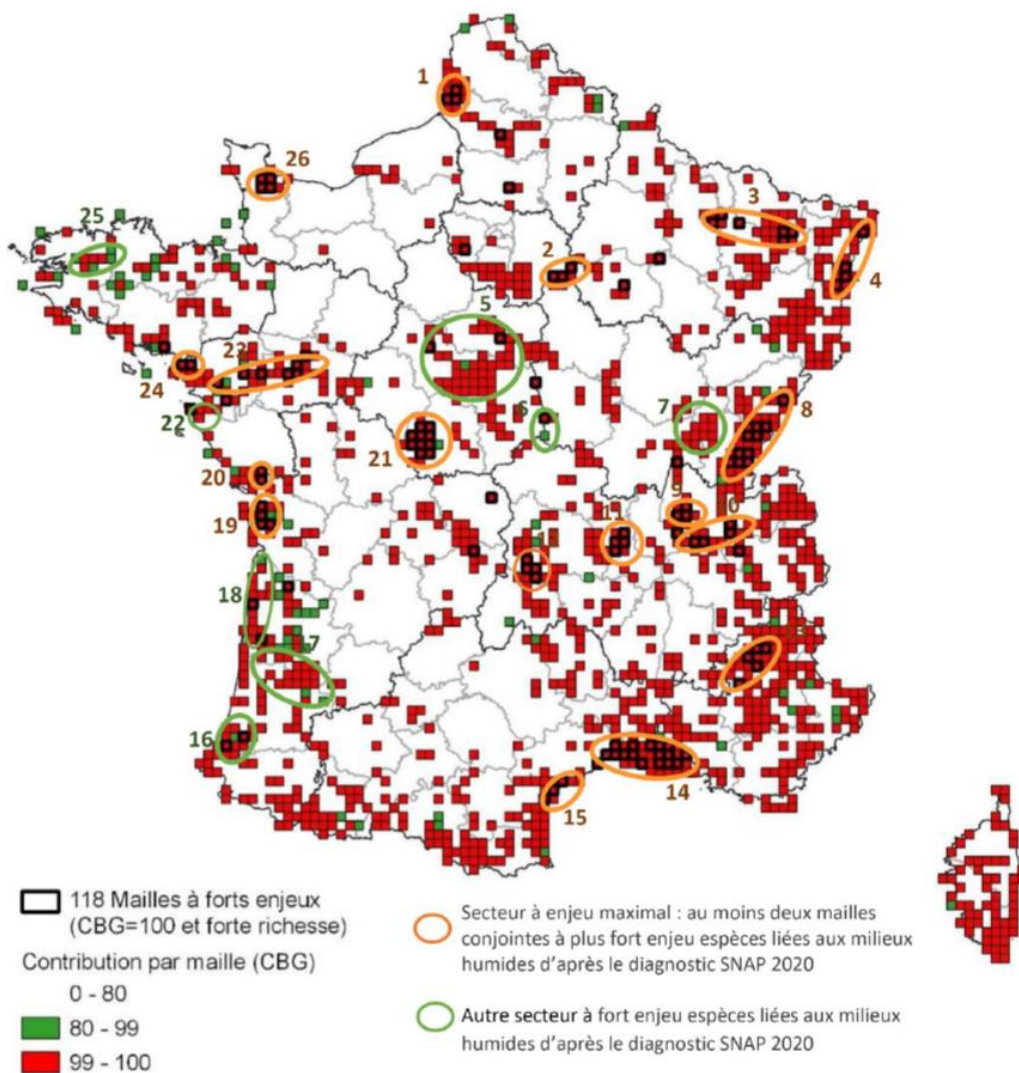 1
26
3
25
2
4
5
23
24
6
7
8
22
21
20
9
10
19
11
12
18
17
13
16
14
15
118 Mailles à forts enjeux
(CBG=100 et forte richesse)
Contribution par maille (CBG)
0 - 80
80 - 99
99 - 100
Secteur à enjeu maximal : au moins deux mailles
conjointes à plus fort enjeu espèces liées aux milieux
humides d'après le diagnostic SNAP 2020
Autre secteur à fort enjeu espèces liées aux milieux
humides d'après le diagnostic SNAP 2020